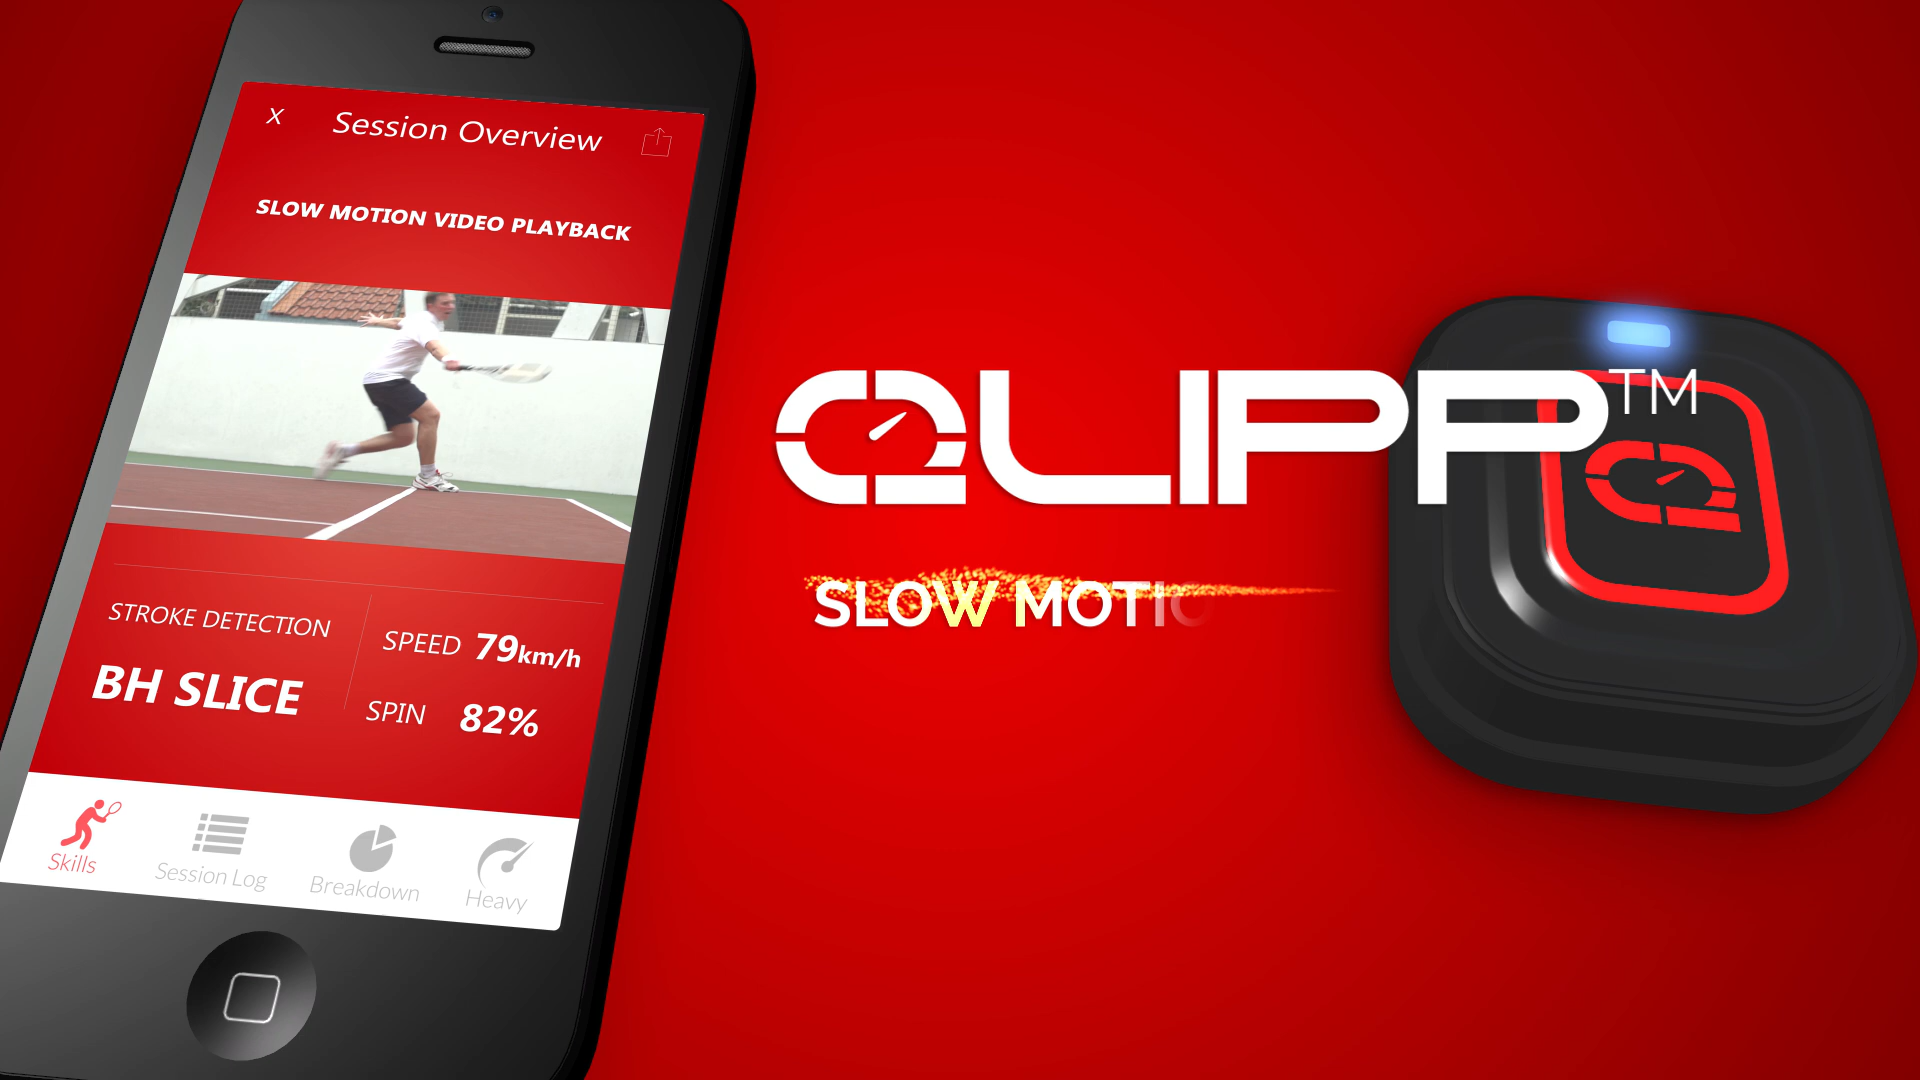 X
Session Overview
SLOW MOTION VIDEO PLAYBACK
STROKE DETECTION
BH SLICE
SPEED 79km/h
SPIN 82%
Skills
Session Log
Breakdown
Heavy
QLIPP™
SLOW MOTIO